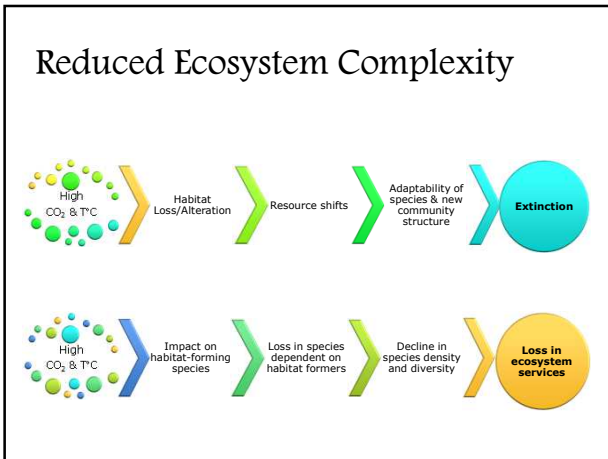 Reduced Ecosystem Complexity
High
CO₂ & T°C
Habitat
Loss/Alteration
Resource shifts
Adaptability of
species & new
community
structure
Extinction
High
CO₂ & T°C
Impact on
habitat-forming
species
Loss in species
dependent on
habitat formers
Decline in
species density
and diversity
Loss in
ecosystem
services